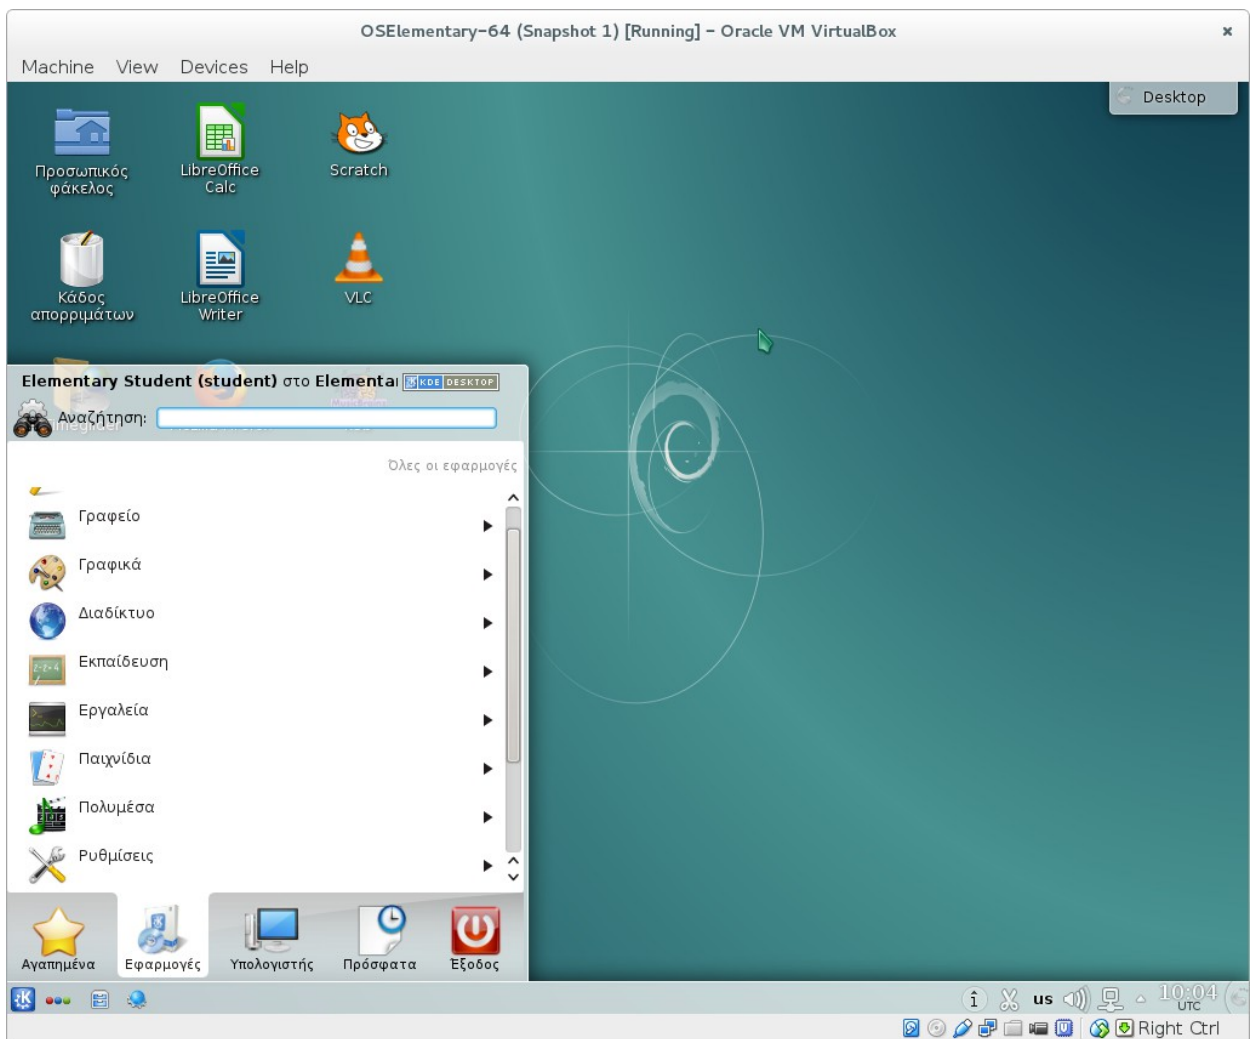 OSElementary-64 (Snapshot 1) [Running] - Oracle VM VirtualBox
Machine View Devices Help
Desktop
Προσωπικός
φάκελος
LibreOffice
Calc
Scratch
Κάδος
απορριμάτων
LibreOffice
Writer
VLC
Elementary Student (student) στο Elementar
KDE DESKTOP
Αναζήτηση:
Όλες οι εφαρμογές
Γραφείο
Γραφικά
Διαδίκτυο
Εκπαίδευση
Εργαλεία
Παιχνίδια
Πολυμέσα
Ρυθμίσεις
Αγαπημένα Εφαρμογές Υπολογιστής Πρόσφατα Έξοδος
us 10:04
UTC
Right Ctrl